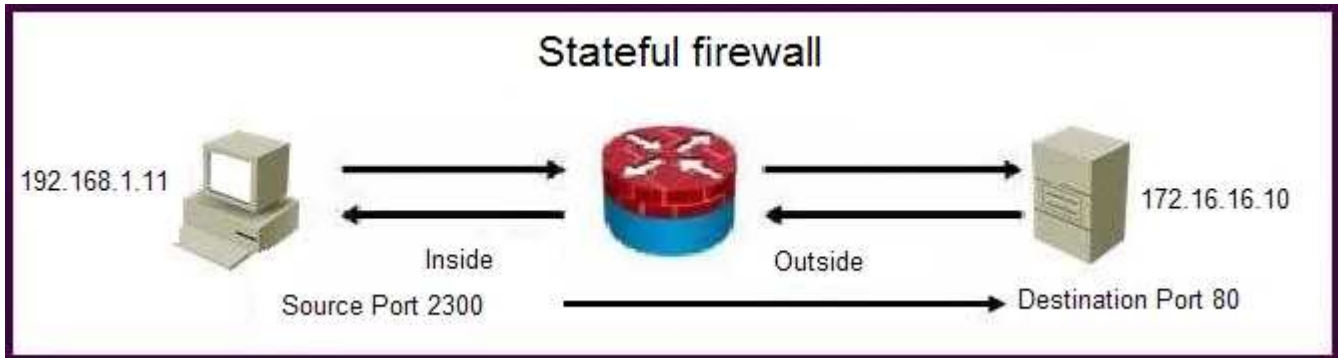 Stateful firewall
192.168.1.11
172.16.16.10
Inside
Outside
Source Port 2300
Destination Port 80